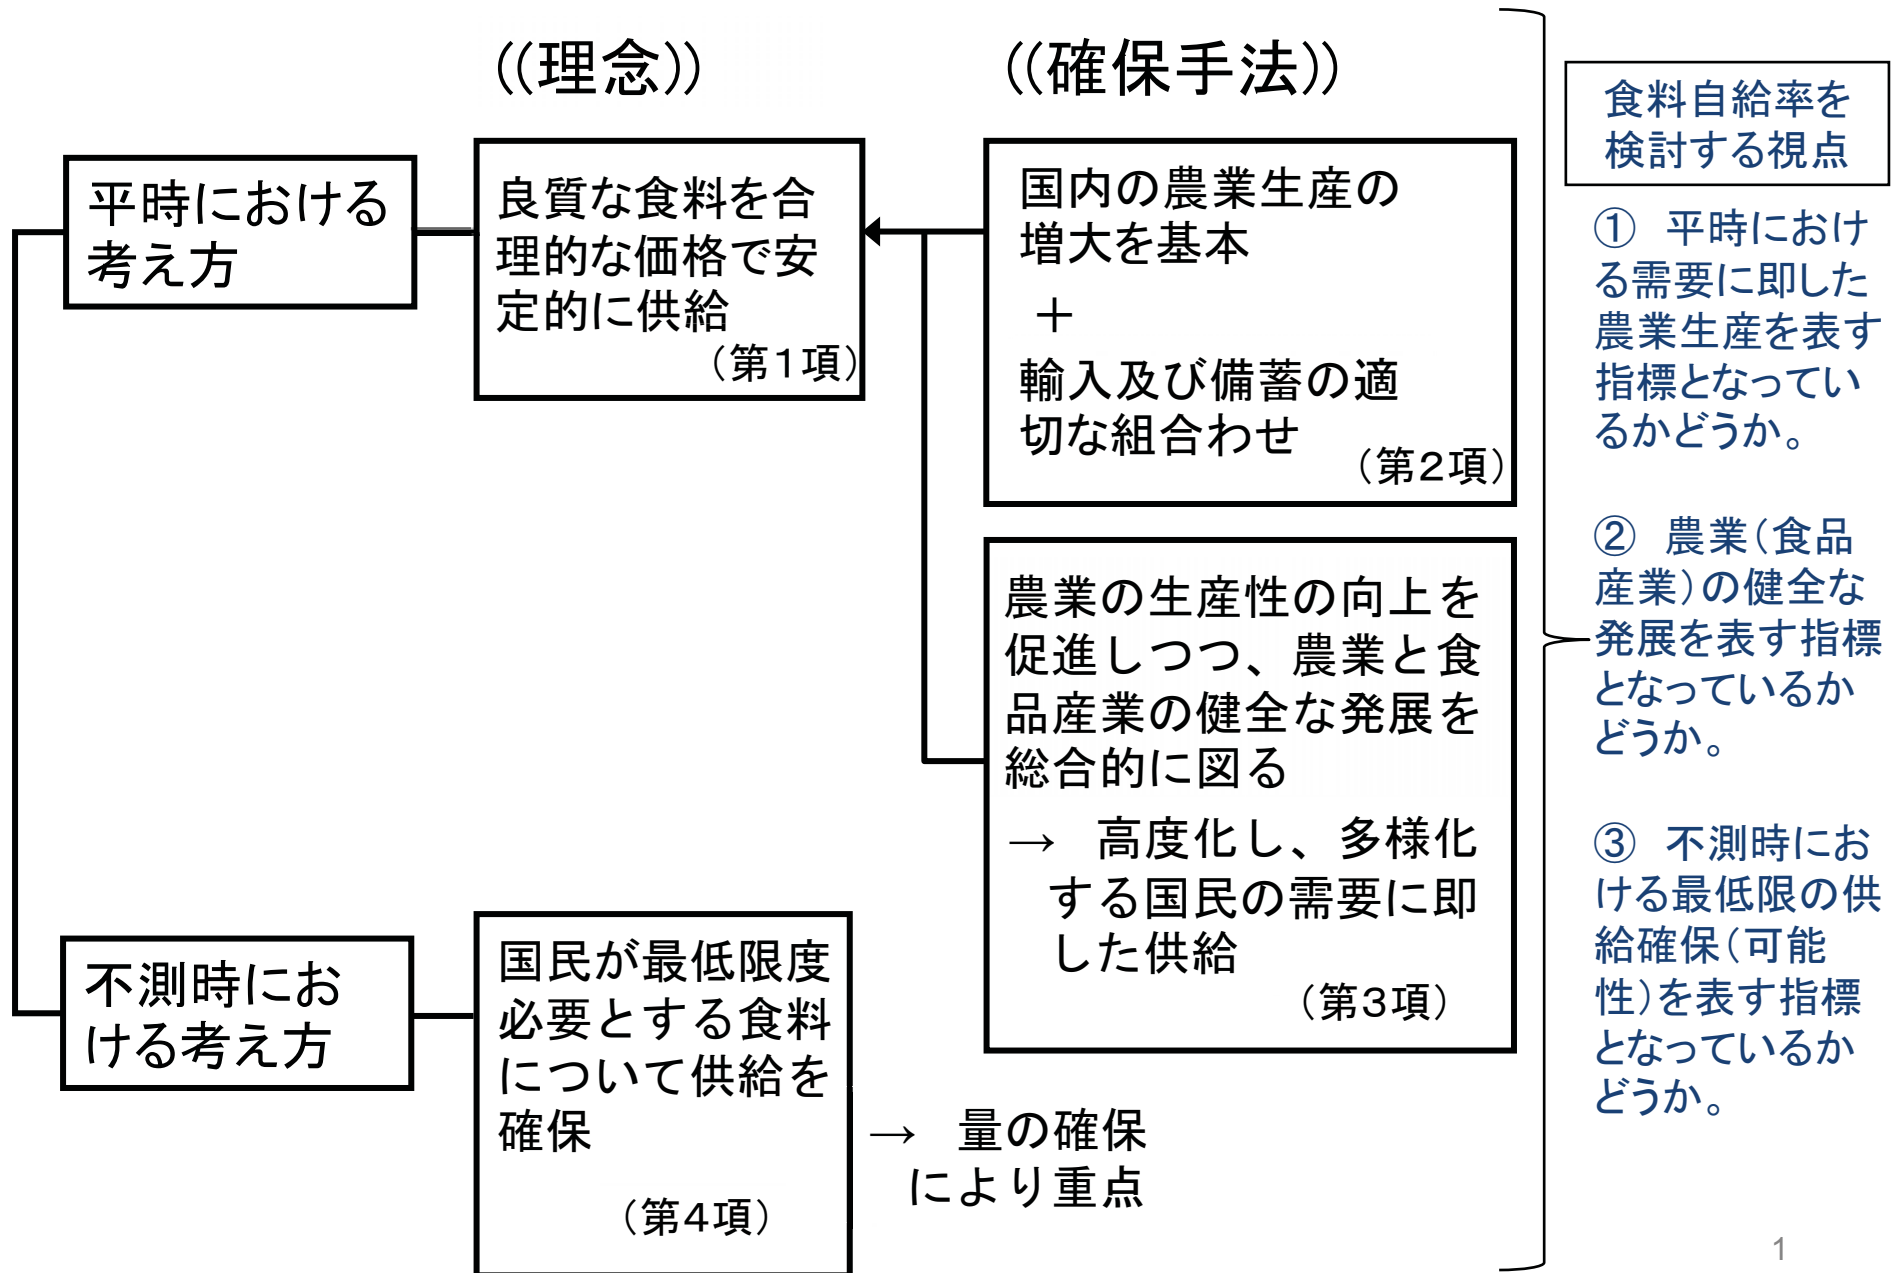 ((理念))
((確保手法))
平時における
考え方
良質な食料を合
理的な価格で安
定的に供給
（第1項）
国内の農業生産の
増大を基本
＋
輸入及び備蓄の適
切な組合わせ
（第2項）
農業の生産性の向上を
促進しつつ、農業と食
品産業の健全な発展を
総合的に図る
→　高度化し、多様化
する国民の需要に即
した供給
（第3項）
不測時にお
ける考え方
国民が最低限度
必要とする食料
について供給を
確保
（第4項）
→　量の確保
により重点
食料自給率を
検討する視点
①　平時におけ
る需要に即した
農業生産を表す
指標となってい
るかどうか。
②　農業（食品
産業）の健全な
発展を表す指標
となっているか
どうか。
③　不測時にお
ける最低限の供
給確保（可能
性）を表す指標
となっているか
どうか。
1